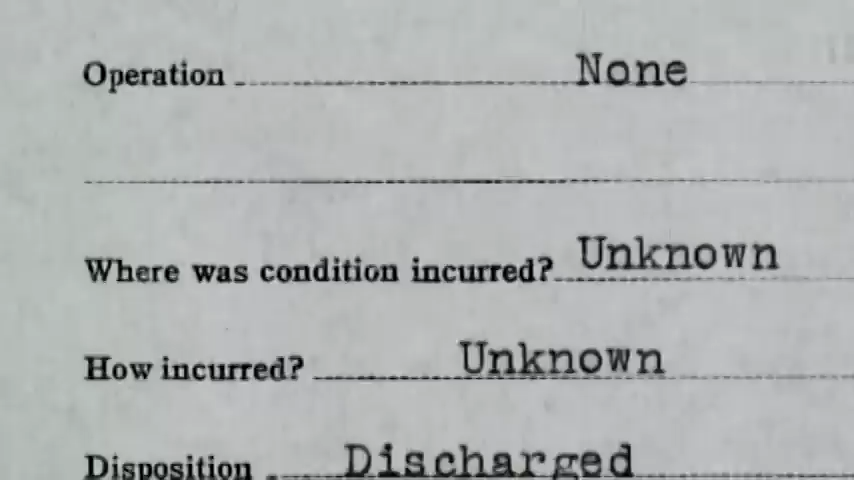 Operation None
Where was condition incurred? Unknown
How incurred? Unknown
Disposition Discharged